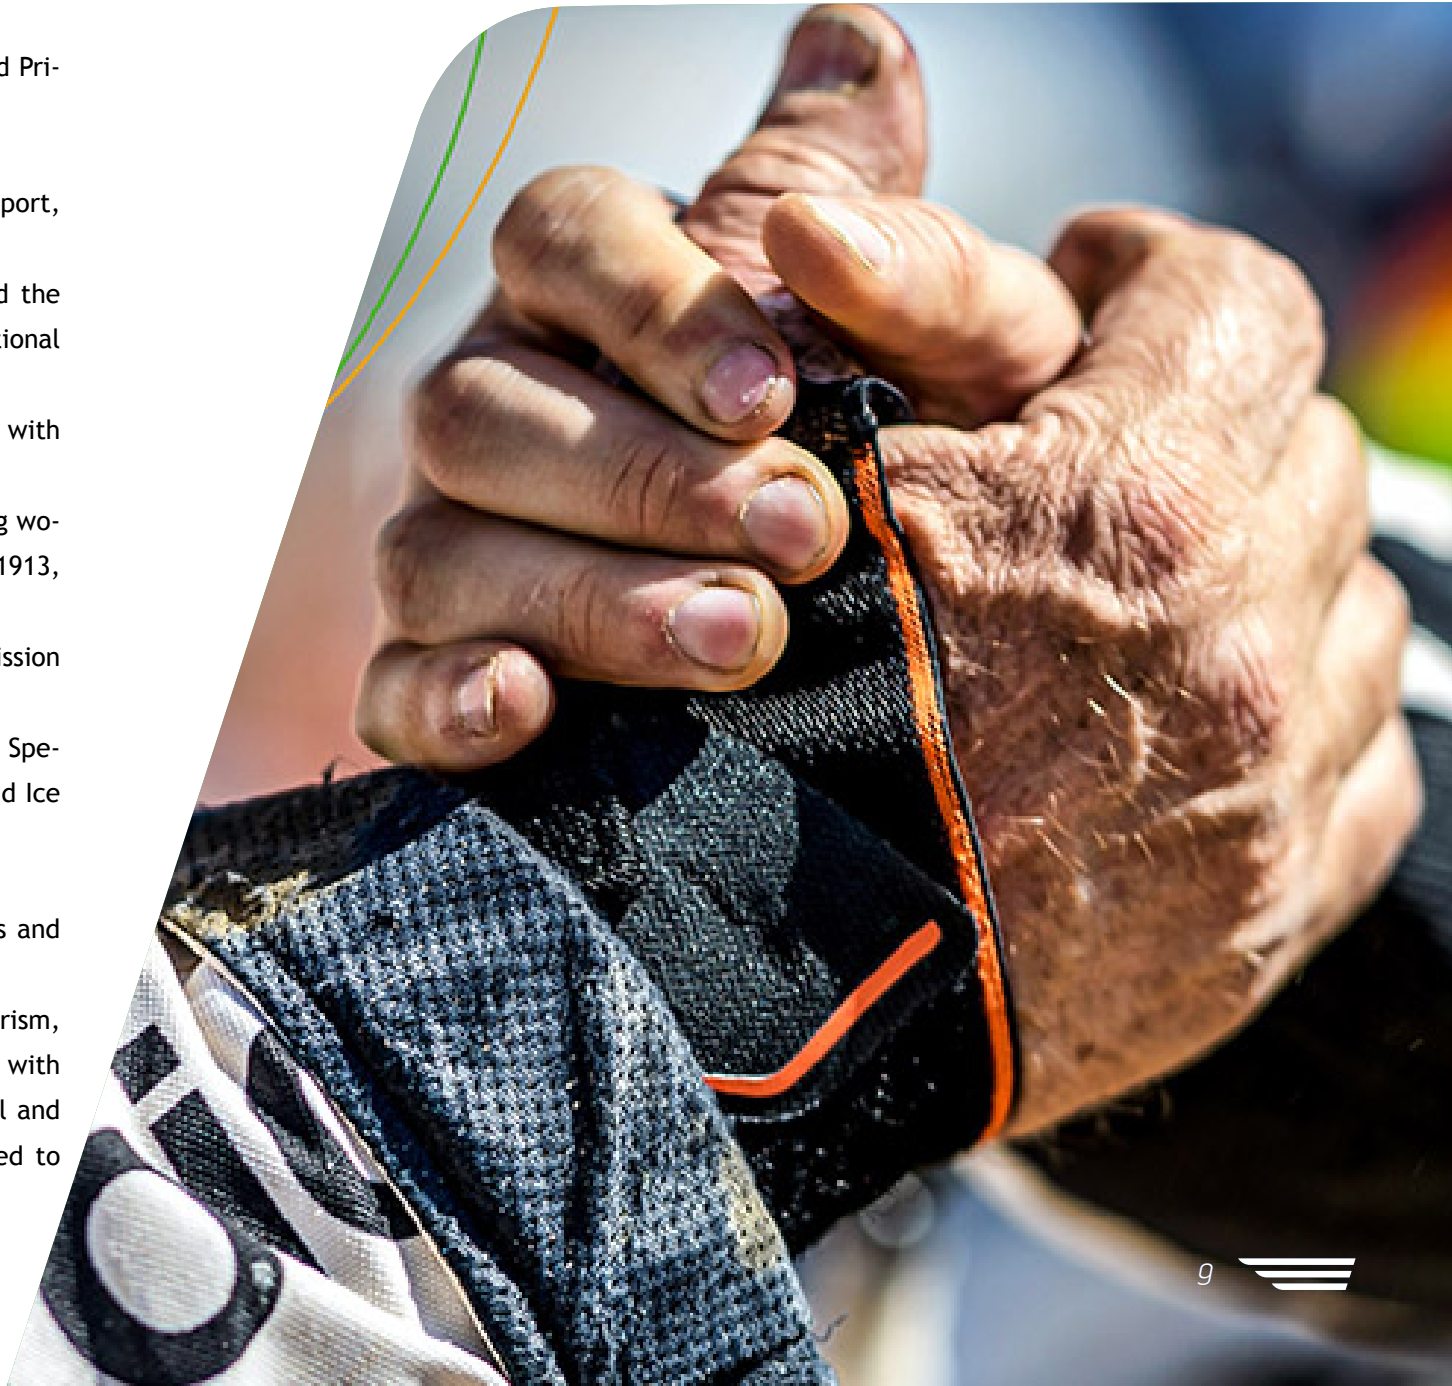 d Pri-
port,
d the
tional
with
g wo-
1913,
ission
Spe-
d Ice
s and
rism,
with
l and
ed to
9